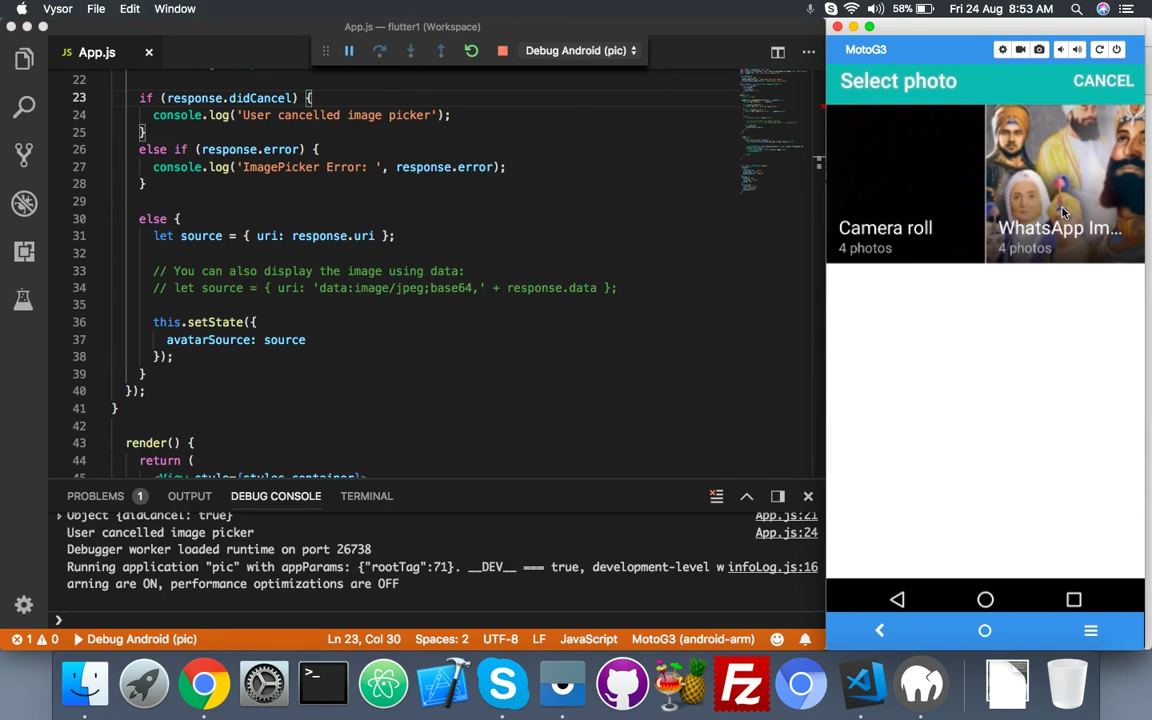 Vysor File Edit Window
58% Fri 24 Aug 8:53 AM
App.js — flutter1 (Workspace)
JS App.js ×
Debug Android (pic)
22
23 if (response.didCancel) {
24 console.log('User cancelled image picker');
25 }
26 else if (response.error) {
27 console.log('ImagePicker Error: ', response.error);
28 }
29
30 else {
31 let source = { uri: response.uri };
32
33 // You can also display the image using data:
34 // let source = { uri: 'data:image/jpeg;base64,' + response.data };
35
36 this.setState({
37 avatarSource: source
38 });
39 }
40 });
41 }
42
43 render() {
44 return (
45 <View style={styles.container}>
PROBLEMS 1 OUTPUT DEBUG CONSOLE TERMINAL
Object {didCancel: true} App.js:21
User cancelled image picker App.js:24
Debugger worker loaded runtime on port 26738
Running application "pic" with appParams: {"rootTag":71}. __DEV__ === true, development-level w infoLog.js:16
arning are ON, performance optimizations are OFF
1 0 Debug Android (pic) Ln 23, Col 30 Spaces: 2 UTF-8 LF JavaScript MotoG3 (android-arm)
MotoG3
Select photo CANCEL
Camera roll
4 photos
WhatsApp Im...
4 photos